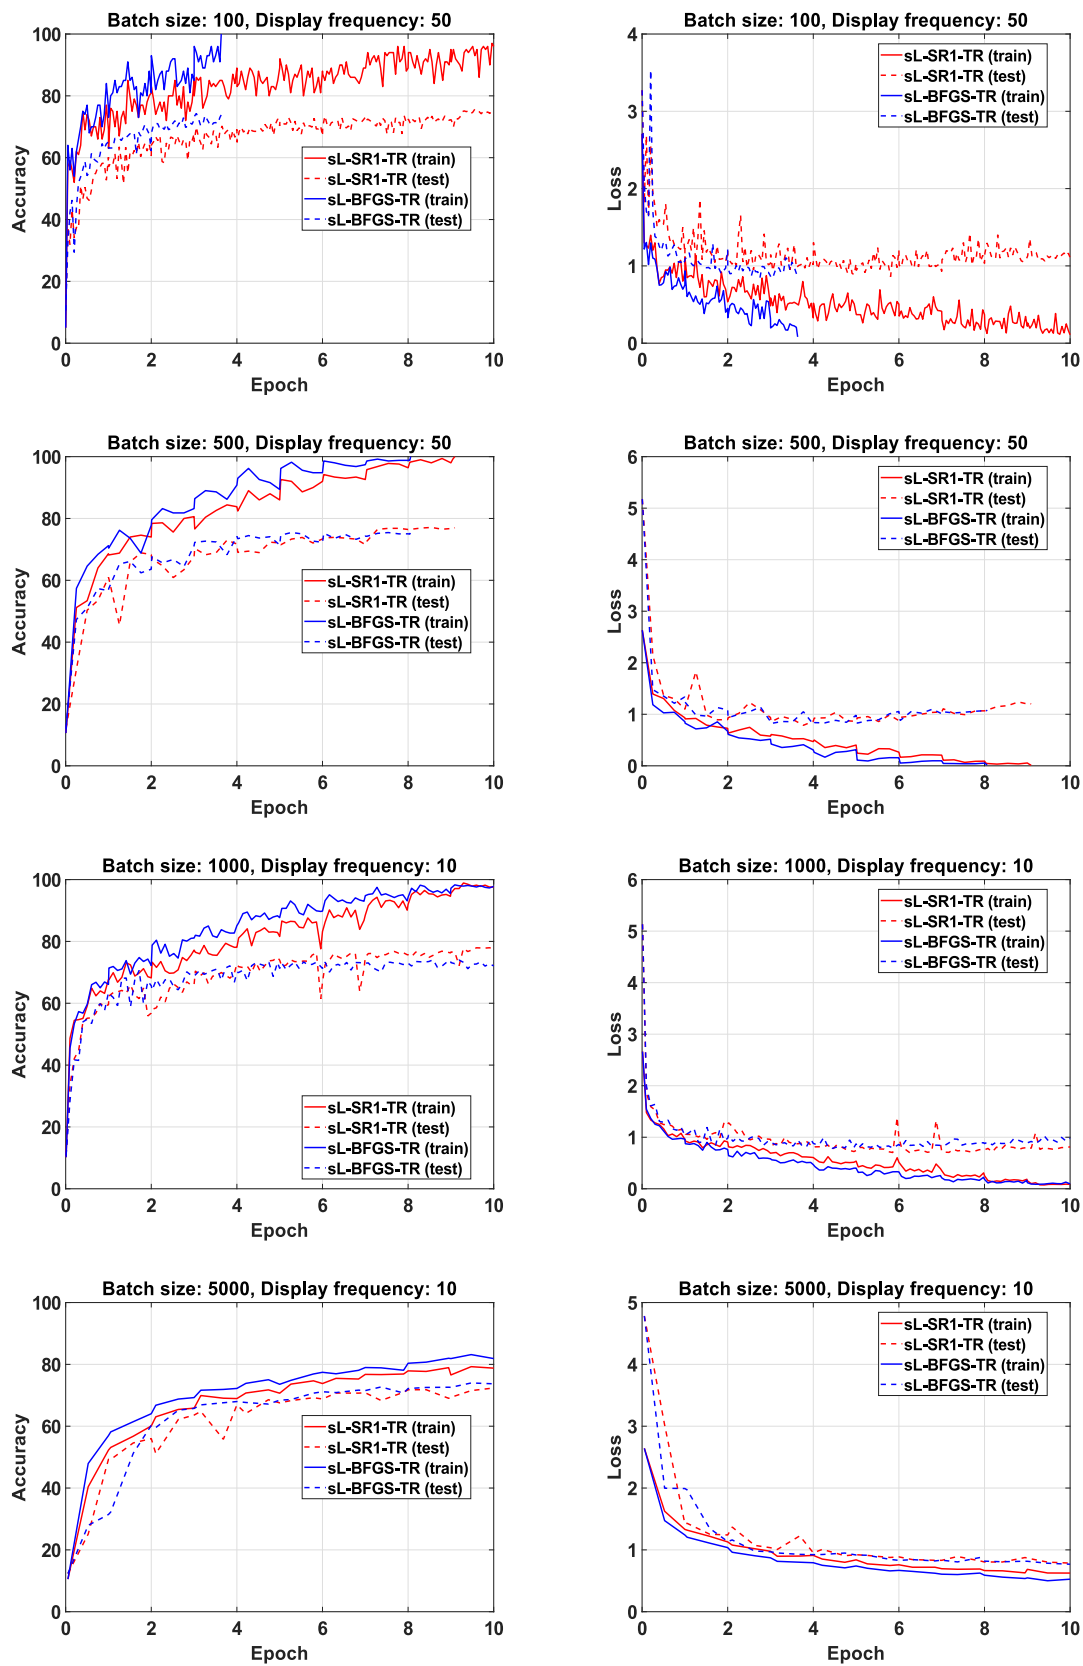 Batch size: 100, Display frequency: 50
100
80
60
40
20
0
Accuracy
sL-SR1-TR (train)
sL-SR1-TR (test)
sL-BFGS-TR (train)
sL-BFGS-TR (test)
0 2 4 6 8 10
Epoch
Batch size: 100, Display frequency: 50
4
3
2
1
0
Loss
sL-SR1-TR (train)
sL-SR1-TR (test)
sL-BFGS-TR (train)
sL-BFGS-TR (test)
0 2 4 6 8 10
Epoch
Batch size: 500, Display frequency: 50
100
80
60
40
20
0
Accuracy
sL-SR1-TR (train)
sL-SR1-TR (test)
sL-BFGS-TR (train)
sL-BFGS-TR (test)
0 2 4 6 8 10
Epoch
Batch size: 500, Display frequency: 50
6
5
4
3
2
1
0
Loss
sL-SR1-TR (train)
sL-SR1-TR (test)
sL-BFGS-TR (train)
sL-BFGS-TR (test)
0 2 4 6 8 10
Epoch
Batch size: 1000, Display frequency: 10
100
80
60
40
20
0
Accuracy
sL-SR1-TR (train)
sL-SR1-TR (test)
sL-BFGS-TR (train)
sL-BFGS-TR (test)
0 2 4 6 8 10
Epoch
Batch size: 1000, Display frequency: 10
6
5
4
3
2
1
0
Loss
sL-SR1-TR (train)
sL-SR1-TR (test)
sL-BFGS-TR (train)
sL-BFGS-TR (test)
0 2 4 6 8 10
Epoch
Batch size: 5000, Display frequency: 10
100
80
60
40
20
0
Accuracy
sL-SR1-TR (train)
sL-SR1-TR (test)
sL-BFGS-TR (train)
sL-BFGS-TR (test)
0 2 4 6 8 10
Epoch
Batch size: 5000, Display frequency: 10
5
4
3
2
1
0
Loss
sL-SR1-TR (train)
sL-SR1-TR (test)
sL-BFGS-TR (train)
sL-BFGS-TR (test)
0 2 4 6 8 10
Epoch